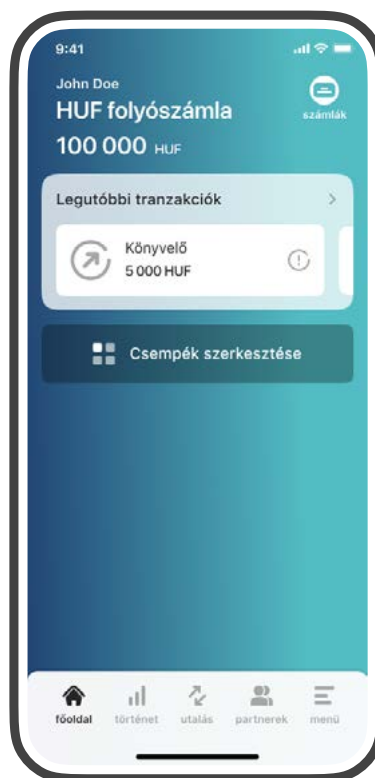 9:41
John Doe
HUF folyószámla
100 000 HUF
számlák
Legutóbbi tranzakciók
Könyvelő
5 000 HUF
Csempék szerkesztése
főoldal történet utalás partnerek menü